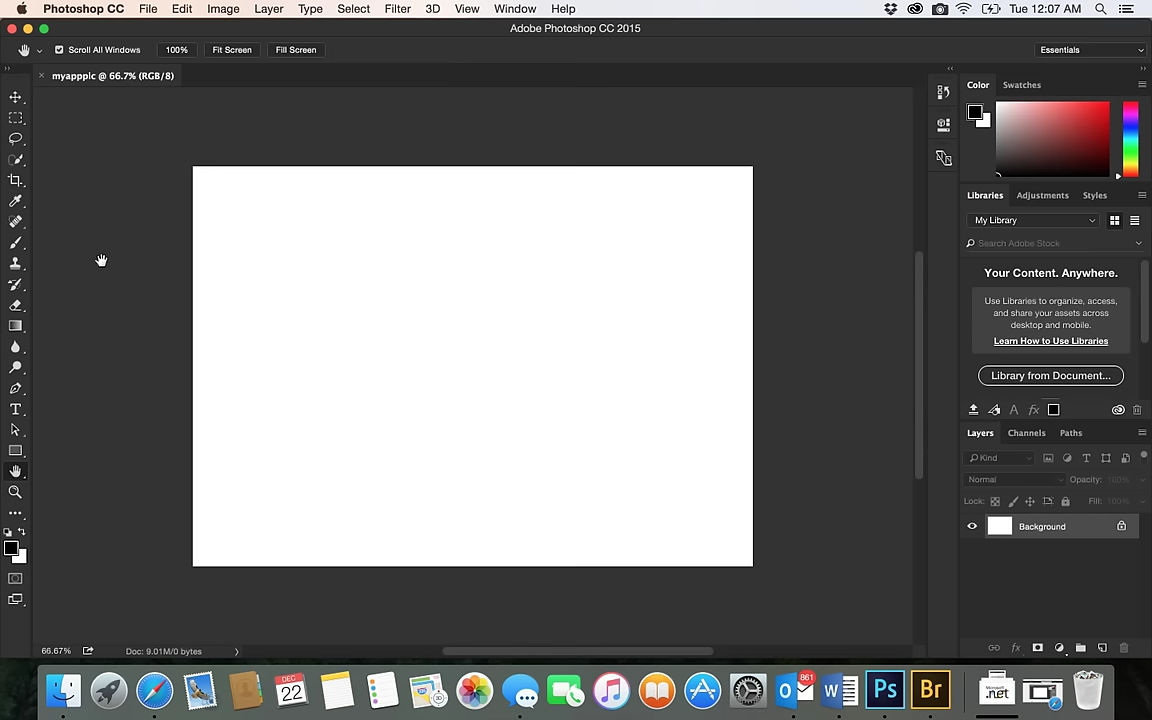 Photoshop CC File Edit Image Layer Type Select Filter 3D View Window Help Tue 12:07 AM
Adobe Photoshop CC 2015
Scroll All Windows 100% Fit Screen Fill Screen Essentials
myapppic @ 66.7% (RGB/8)
Color Swatches
Libraries Adjustments Styles
My Library
Search Adobe Stock
Your Content. Anywhere.
Use Libraries to organize, access,
and share your assets across
desktop and mobile.
Learn How to Use Libraries
Library from Document...
Layers Channels Paths
Kind
Normal Opacity: 100%
Lock: Fill: 100%
Background
66.67% Doc: 9.01M/0 bytes
DEC
22
861
Ps Br
.net